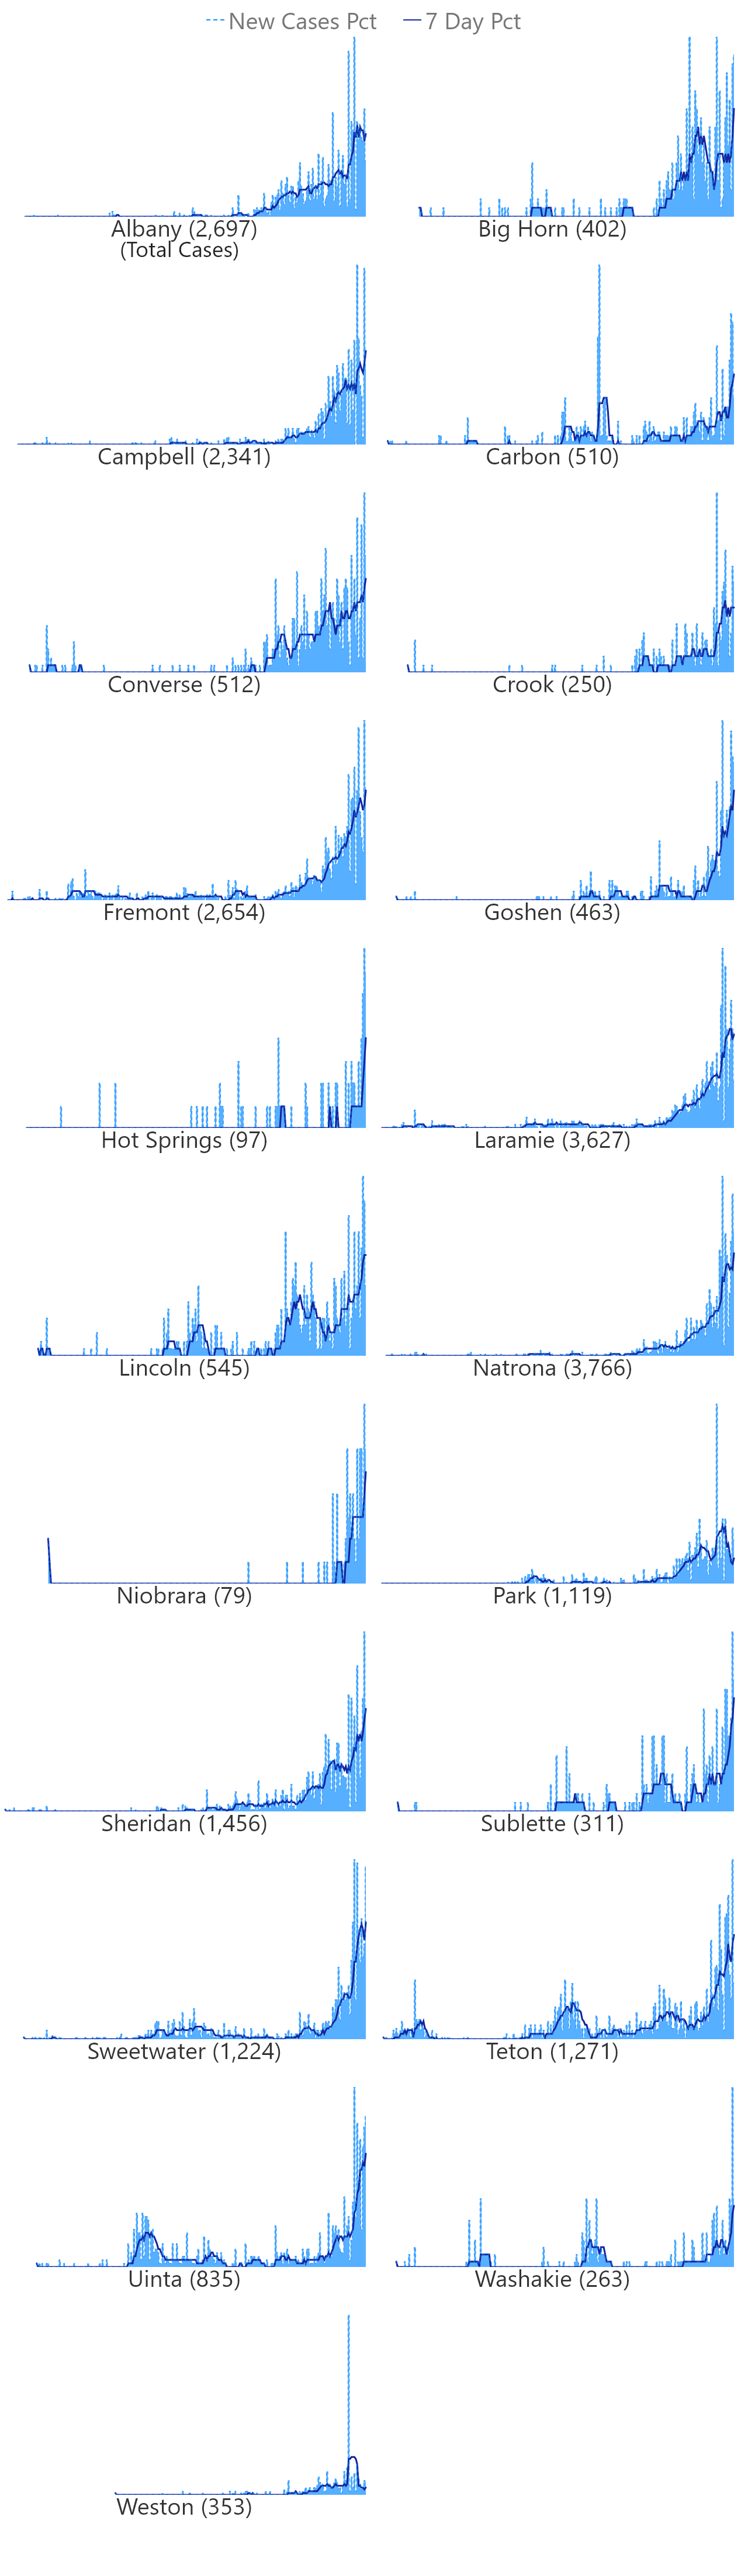 New Cases Pct 7 Day Pct
Albany (2,697) Big Horn (402)
(Total Cases)
Campbell (2,341) Carbon (510)
Converse (512) Crook (250)
Fremont (2,654) Goshen (463)
Hot Springs (97) Laramie (3,627)
Lincoln (545) Natrona (3,766)
Niobrara (79) Park (1,119)
Sheridan (1,456) Sublette (311)
Sweetwater (1,224) Teton (1,271)
Uinta (835) Washakie (263)
Weston (353)